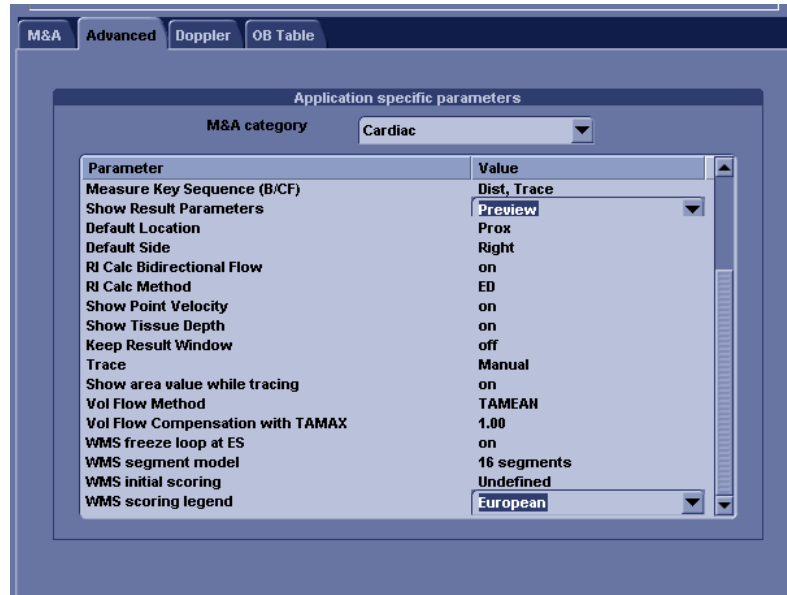 M&A Advanced Doppler OB Table
Application specific parameters
M&A category Cardiac
Parameter Value
Measure Key Sequence (B/CF) Dist, Trace
Show Result Parameters Preview
Default Location Prox
Default Side Right
RI Calc Bidirectional Flow on
RI Calc Method ED
Show Point Velocity on
Show Tissue Depth on
Keep Result Window off
Trace Manual
Show area value while tracing on
Vol Flow Method TAMEAN
Vol Flow Compensation with TAMAX 1.00
WMS freeze loop at ES on
WMS segment model 16 segments
WMS initial scoring Undefined
WMS scoring legend European